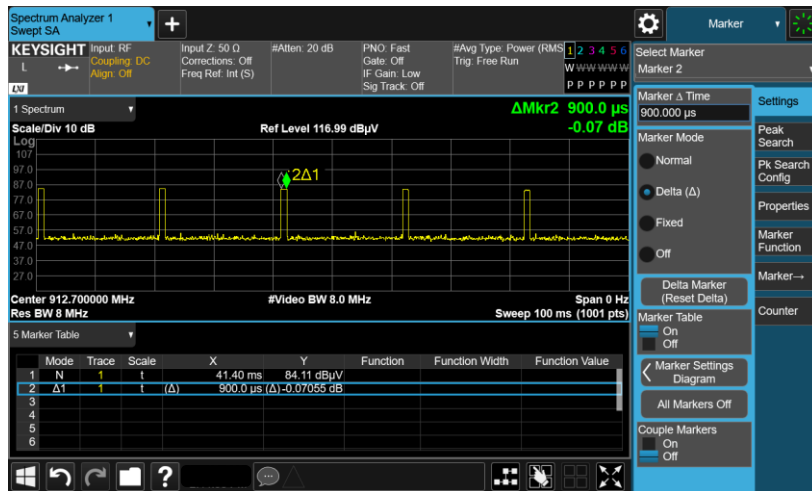 Spectrum Analyzer 1
Swept SA
Marker
KEYSIGHT
L
LXI
Input: RF
Coupling: DC
Align: Off
Input Z: 50 Ω
Corrections: Off
Freq Ref: Int (S)
#Atten: 20 dB
PNO: Fast
Gate: Off
IF Gain: Low
Sig Track: Off
#Avg Type: Power (RMS
Trig: Free Run
1 2 3 4 5 6
W W W W W W
P P P P P P
Select Marker
Marker 2
1 Spectrum
ΔMkr2 900.0 µs
-0.07 dB
Scale/Div 10 dB
Ref Level 116.99 dBµV
Log
107
97.0
87.0
77.0
67.0
57.0
47.0
37.0
27.0
2Δ1
Center 912.700000 MHz
#Video BW 8.0 MHz
Span 0 Hz
Res BW 8 MHz
Sweep 100 ms (1001 pts)
5 Marker Table
Mode Trace Scale X Y Function Function Width Function Value
1 N 1 t 41.40 ms 84.11 dBµV
2 Δ1 1 t (Δ) 900.0 µs (Δ) -0.07055 dB
3
4
5
6
Marker Δ Time
900.000 µs
Marker Mode
Normal
Delta (Δ)
Fixed
Off
Delta Marker
(Reset Delta)
Marker Table
On
Off
Marker Settings
Diagram
All Markers Off
Couple Markers
On
Off
Settings
Peak
Search
Pk Search
Config
Properties
Marker
Function
Marker→
Counter